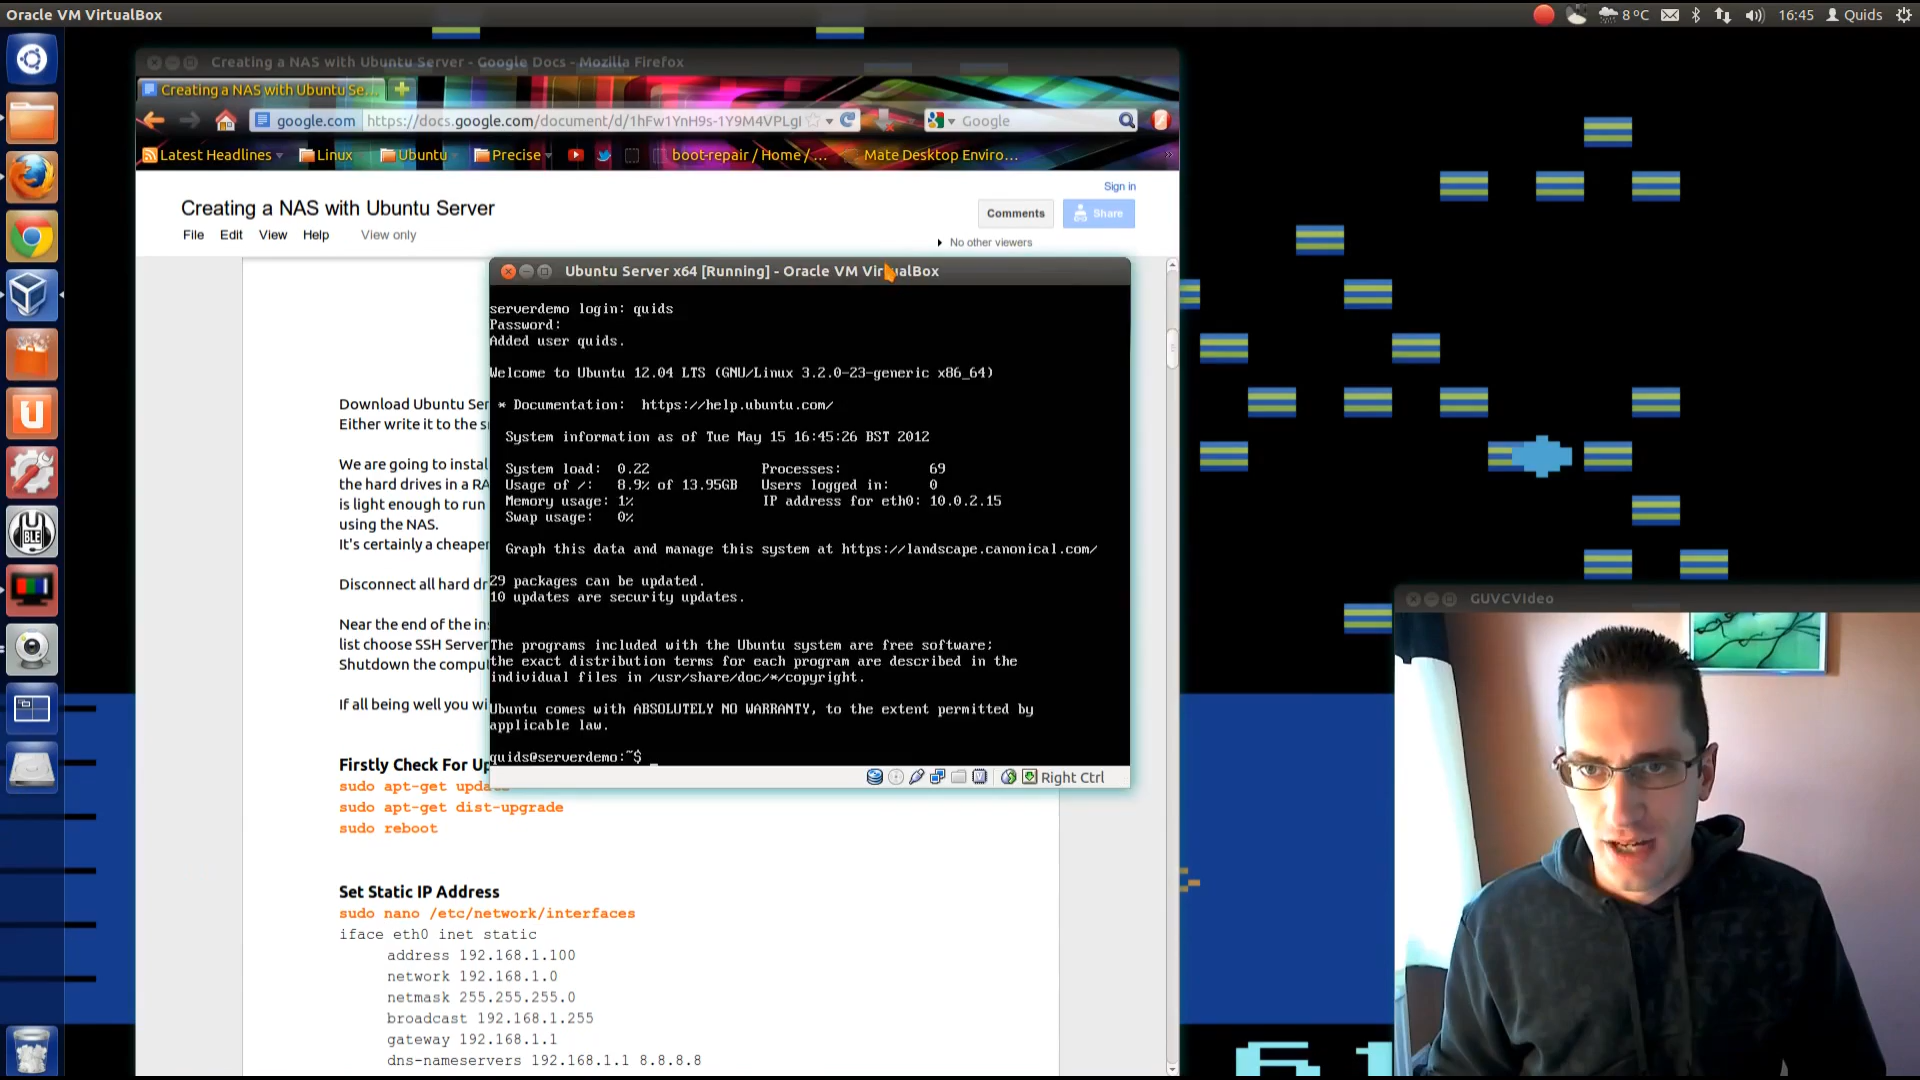 Oracle VM VirtualBox
8 ºC
16:45
Quids
Creating a NAS with Ubuntu Server - Google Docs - Mozilla Firefox
Creating a NAS with Ubuntu Se...
google.com
https://docs.google.com/document/d/1hFw1YnH9s-1Y9M4VPLgI
Google
Latest Headlines
Linux
Ubuntu
Precise
boot-repair / Home / ...
Mate Desktop Enviro...
Sign in
Creating a NAS with Ubuntu Server
Comments
Share
File Edit View Help
View only
No other viewers
Download Ubuntu Ser
Either write it to the
We are going to instal
the hard drives in a RA
is light enough to run
using the NAS.
It's certainly a cheaper
Disconnect all hard dr
Near the end of the in
list choose SSH Server
Shutdown the compu
If all being well you wi
Firstly Check For Up
sudo apt-get update
sudo apt-get dist-upgrade
sudo reboot
Set Static IP Address
sudo nano /etc/network/interfaces
iface eth0 inet static
address 192.168.1.100
network 192.168.1.0
netmask 255.255.255.0
broadcast 192.168.1.255
gateway 192.168.1.1
dns-nameservers 192.168.1.1 8.8.8.8
Ubuntu Server x64 [Running] - Oracle VM VirtualBox
serverdemo login: quids
Password:
Added user quids.
Welcome to Ubuntu 12.04 LTS (GNU/Linux 3.2.0-23-generic x86_64)
* Documentation: https://help.ubuntu.com/
System information as of Tue May 15 16:45:26 BST 2012
System load: 0.22 Processes: 69
Usage of /: 8.9% of 13.95GB Users logged in: 0
Memory usage: 1% IP address for eth0: 10.0.2.15
Swap usage: 0%
Graph this data and manage this system at https://landscape.canonical.com/
29 packages can be updated.
10 updates are security updates.
The programs included with the Ubuntu system are free software;
the exact distribution terms for each program are described in the
individual files in /usr/share/doc/*/copyright.
Ubuntu comes with ABSOLUTELY NO WARRANTY, to the extent permitted by
applicable law.
quids@serverdemo:~$ _
Right Ctrl
GUVCVIdeo